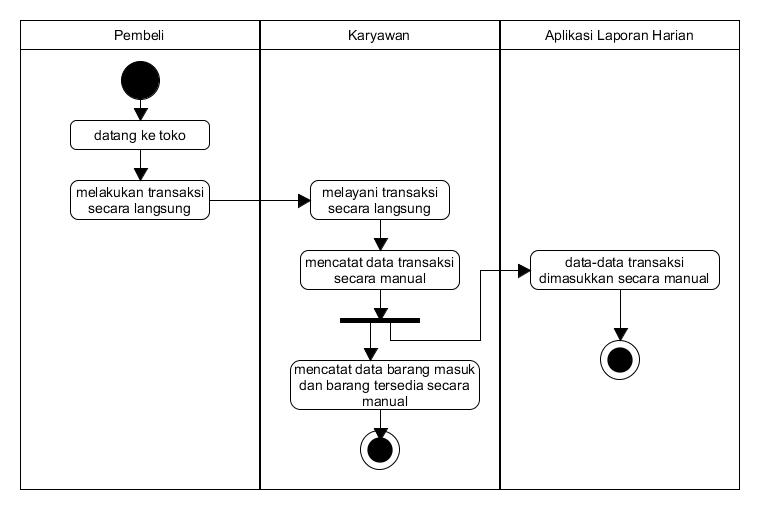 Pembeli
Karyawan
Aplikasi Laporan Harian
datang ke toko
melakukan transaksi
secara langsung
melayani transaksi
secara langsung
mencatat data transaksi
secara manual
data-data transaksi
dimasukkan secara manual
mencatat data barang masuk
dan barang tersedia secara
manual